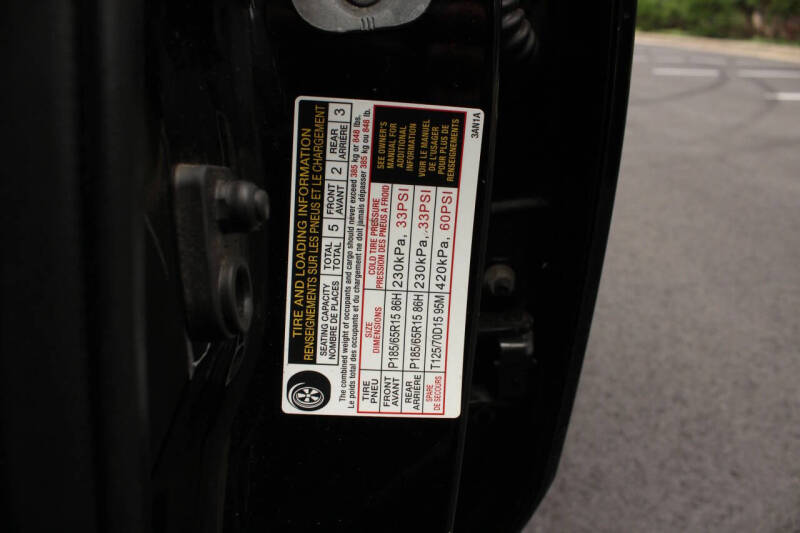 TIRE AND LOADING INFORMATION
RENSEIGNEMENTS SUR LES PNEUS ET LE CHARGEMENT
SEATING CAPACITY TOTAL 5 FRONT 2 REAR 3
NOMBRE DE PLACES TOTAL AVANT ARRIÈRE
The combined weight of occupants and cargo should never exceed 385 kg or 848 lbs.
Le poids total des occupants et du chargement ne doit jamais dépasser 385 kg ou 848 lb.
TIRE SIZE COLD TIRE PRESSURE
PNEU DIMENSIONS PRESSION DES PNEUS A FROID
FRONT P185/65R15 86H 230kPa, 33PSI
AVANT
REAR P185/65R15 86H 230kPa, 33PSI
ARRIÈRE
SPARE T125/70D15 95M 420kPa, 60PSI
DE SECOURS
SEE OWNER'S
MANUAL FOR
ADDITIONAL
INFORMATION
VOIR LE MANUEL
DE L'USAGER
POUR PLUS DE
RENSEIGNEMENTS
3AN1A